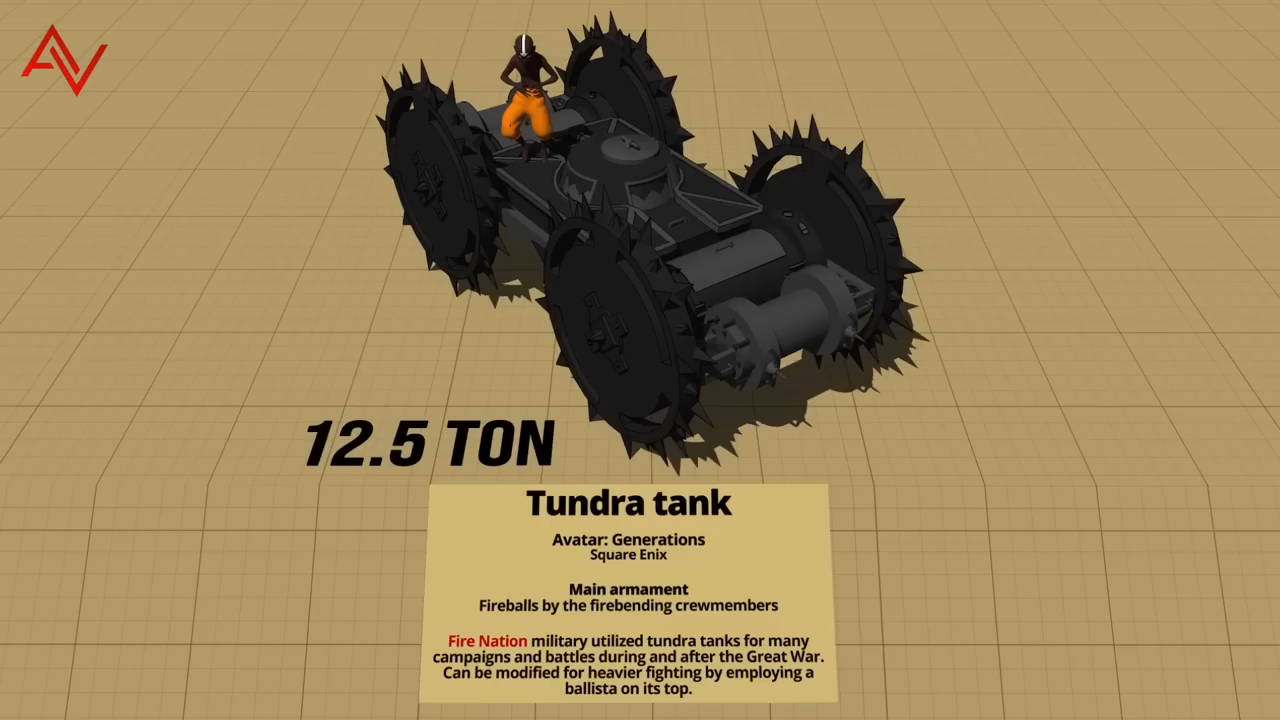 AV
12.5 TON
Tundra tank
Avatar: Generations
Square Enix
Main armament
Fireballs by the firebending crewmembers
Fire Nation military utilized tundra tanks for many
campaigns and battles during and after the Great War.
Can be modified for heavier fighting by employing a
ballista on its top.